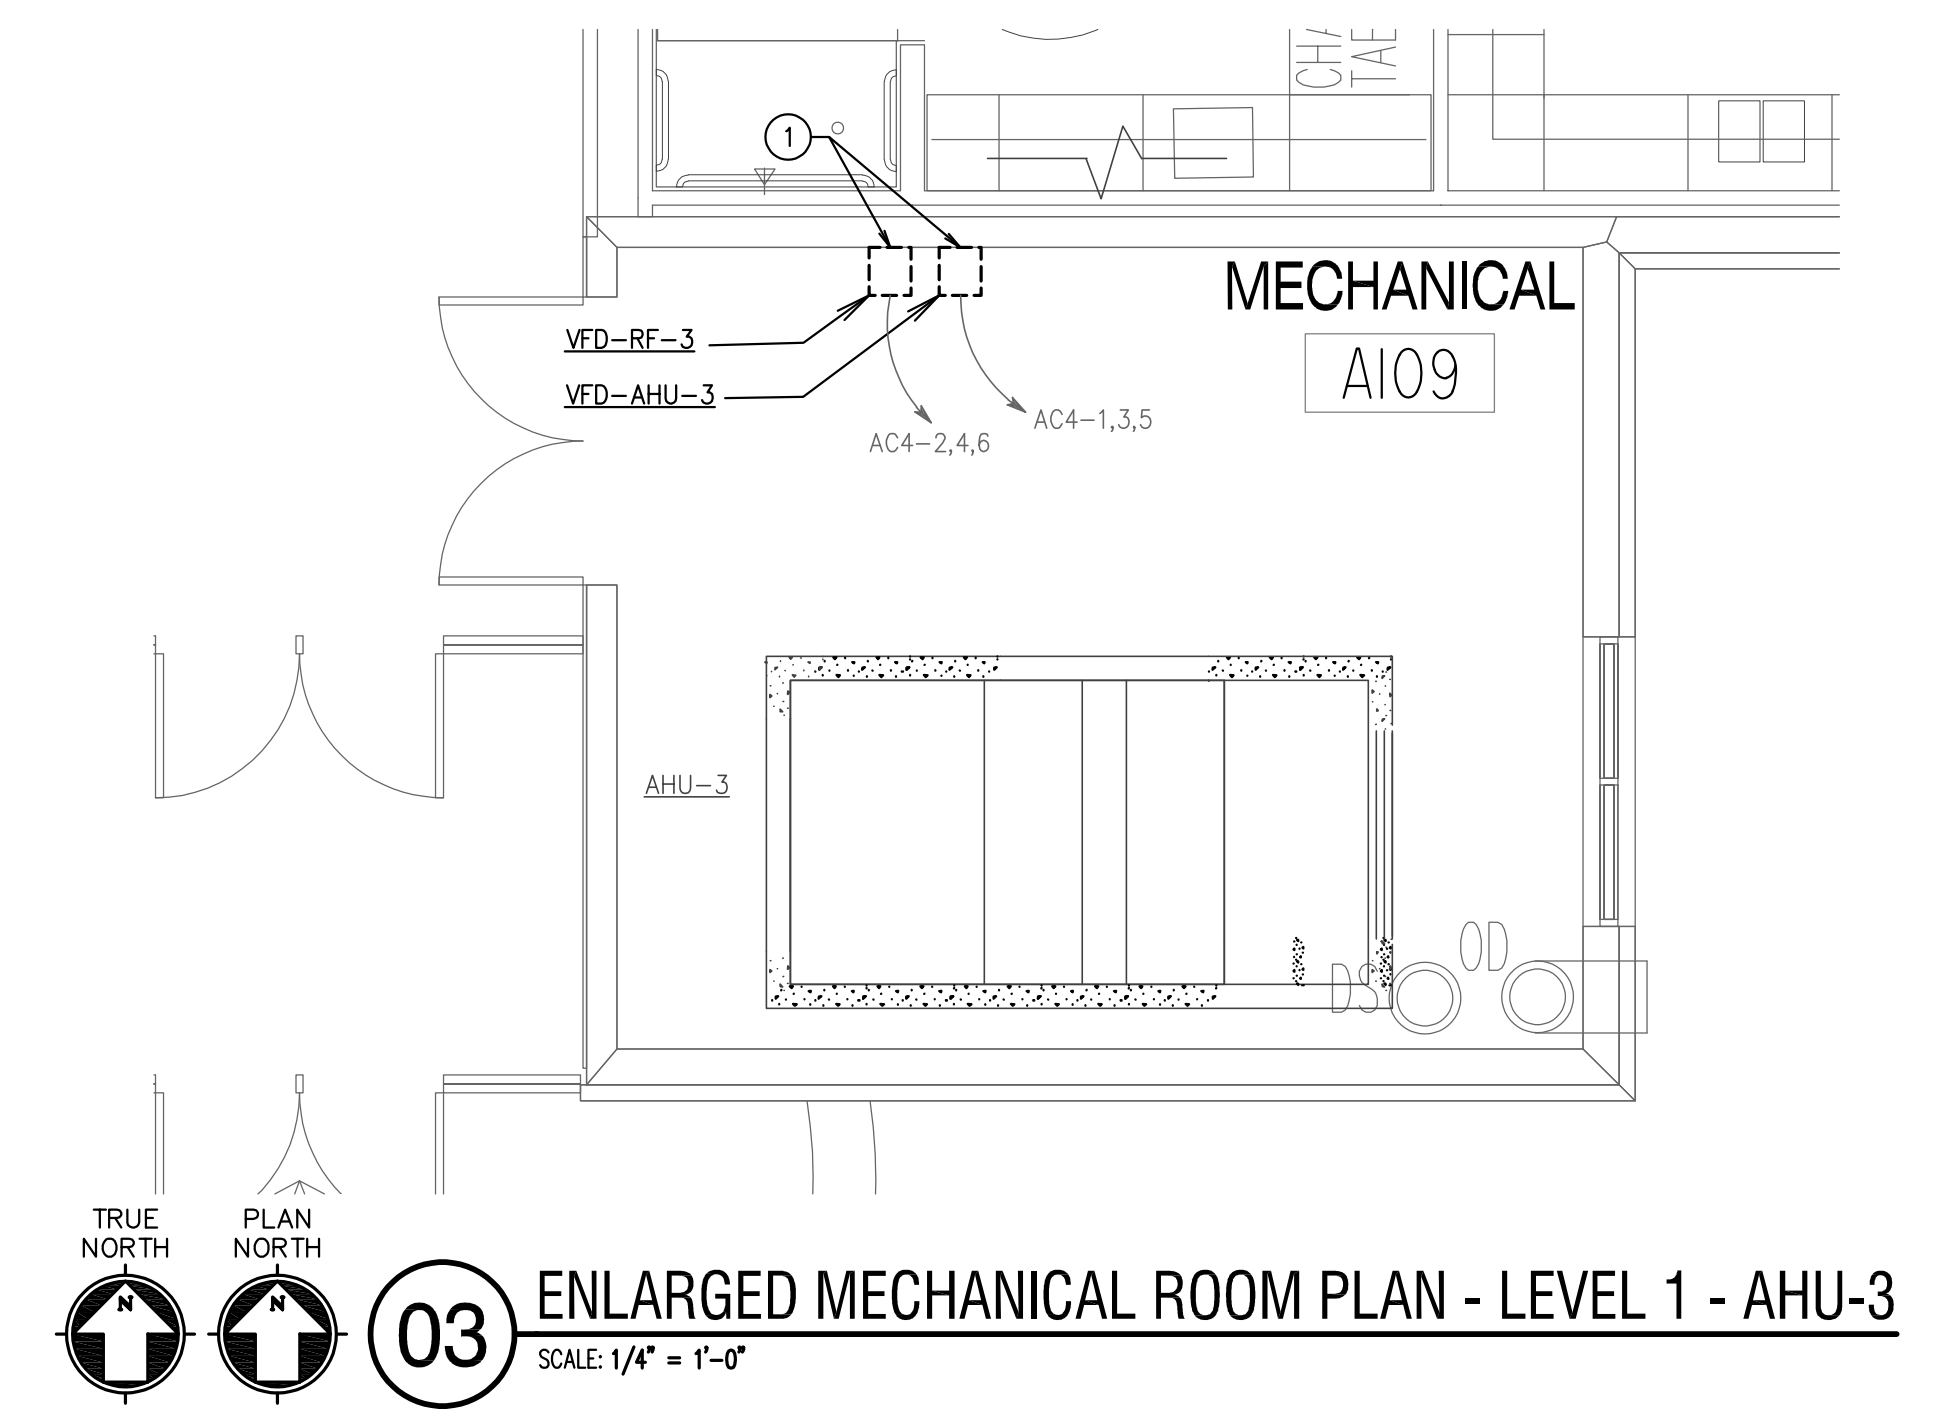 CHA
TAE
1
MECHANICAL
A109
VFD-RF-3
VFD-AHU-3
AC4-1,3,5
AC4-2,4,6
AHU-3
OD
DS
TRUE
NORTH
PLAN
NORTH
N
N
03
ENLARGED MECHANICAL ROOM PLAN - LEVEL 1 - AHU-3
SCALE: 1/4" = 1'-0"